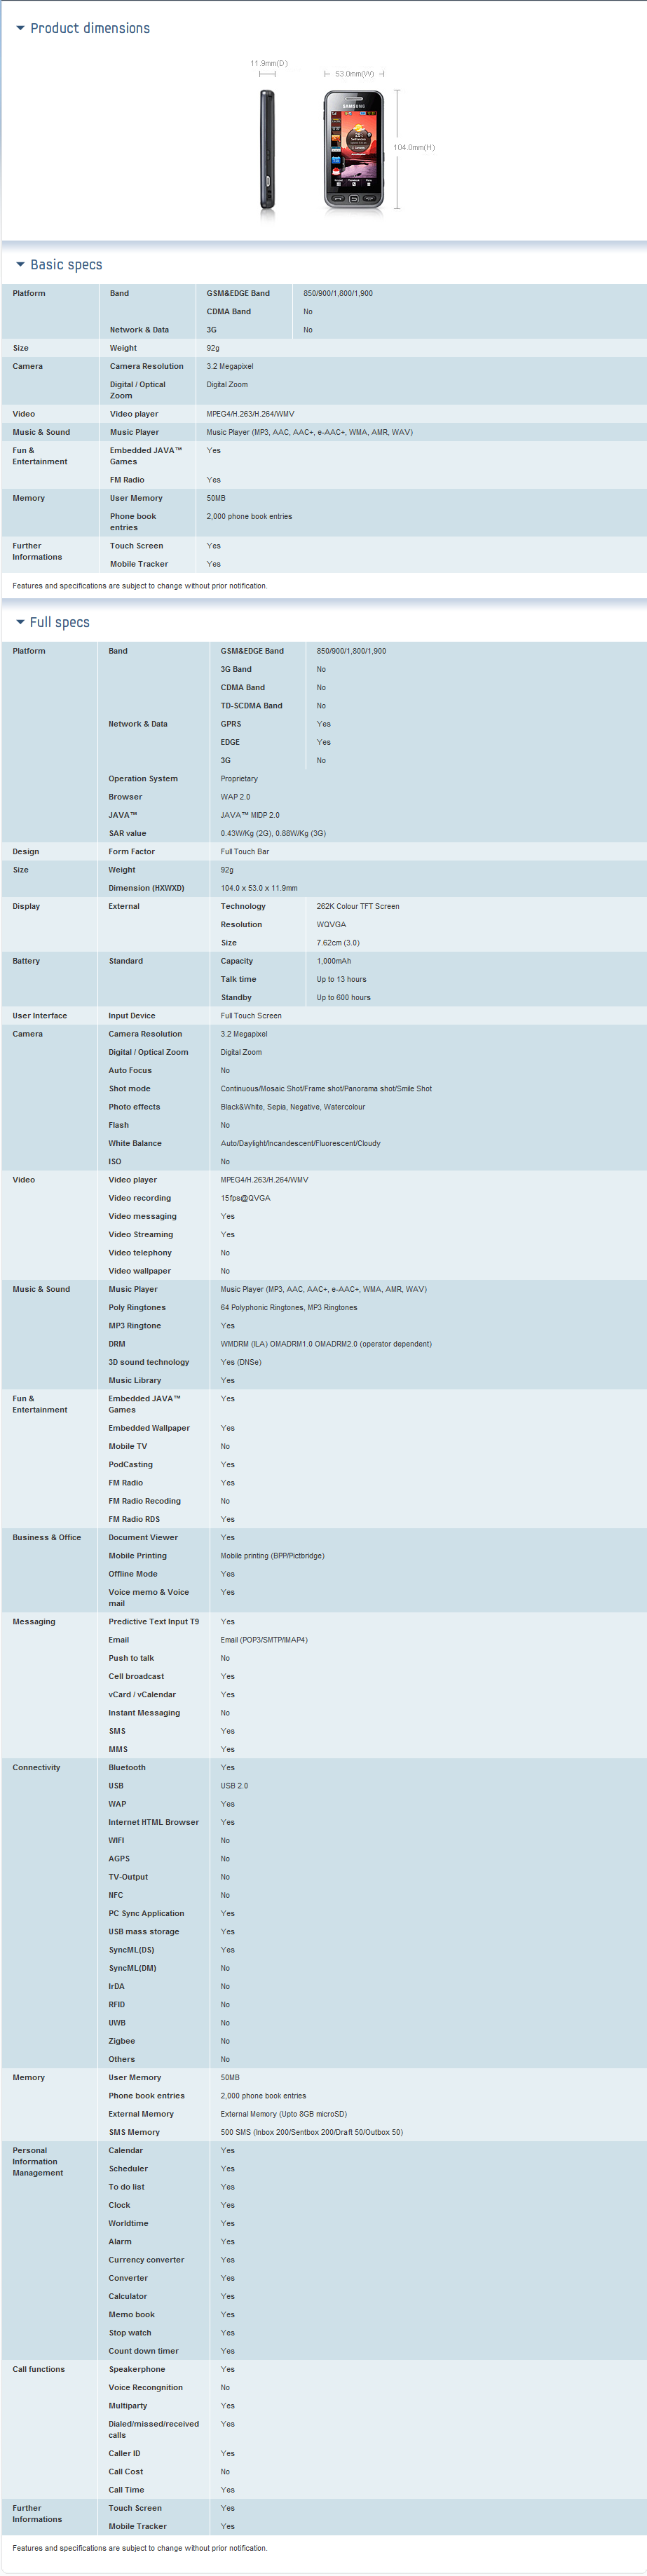 Product dimensions
11.9mm(D)
53.0mm(W)
SAMSUNG
104.0mm(H)
Basic specs
Platform Band GSM&EDGE Band 850/900/1,800/1,900
CDMA Band No
Network & Data 3G No
Size Weight 92g
Camera Camera Resolution 3.2 Megapixel
Digital / Optical Digital Zoom
Zoom
Video Video player MPEG4/H.263/H.264/WMV
Music & Sound Music Player Music Player (MP3, AAC, AAC+, e-AAC+, WMA, AMR, WAV)
Fun & Embedded JAVA™ Yes
Entertainment Games
FM Radio Yes
Memory User Memory 50MB
Phone book 2,000 phone book entries
entries
Further Touch Screen Yes
Informations
Mobile Tracker Yes
Features and specifications are subject to change without prior notification.
Full specs
Platform Band GSM&EDGE Band 850/900/1,800/1,900
3G Band No
CDMA Band No
TD-SCDMA Band No
Network & Data GPRS Yes
EDGE Yes
3G No
Operation System Proprietary
Browser WAP 2.0
JAVA™ JAVA™ MIDP 2.0
SAR value 0.43W/Kg (2G), 0.88W/Kg (3G)
Design Form Factor Full Touch Bar
Size Weight 92g
Dimension (HXWXD) 104.0 x 53.0 x 11.9mm
Display External Technology 262K Colour TFT Screen
Resolution WQVGA
Size 7.62cm (3.0)
Battery Standard Capacity 1,000mAh
Talk time Up to 13 hours
Standby Up to 600 hours
User Interface Input Device Full Touch Screen
Camera Camera Resolution 3.2 Megapixel
Digital / Optical Zoom Digital Zoom
Auto Focus No
Shot mode Continuous/Mosaic Shot/Frame shot/Panorama shot/Smile Shot
Photo effects Black&White, Sepia, Negative, Watercolour
Flash No
White Balance Auto/Daylight/Incandescent/Fluorescent/Cloudy
ISO No
Video Video player MPEG4/H.263/H.264/WMV
Video recording 15fps@QVGA
Video messaging Yes
Video Streaming Yes
Video telephony No
Video wallpaper No
Music & Sound Music Player Music Player (MP3, AAC, AAC+, e-AAC+, WMA, AMR, WAV)
Poly Ringtones 64 Polyphonic Ringtones, MP3 Ringtones
MP3 Ringtone Yes
DRM WMDRM (ILA) OMADRM1.0 OMADRM2.0 (operator dependent)
3D sound technology Yes (DNSe)
Music Library Yes
Fun & Embedded JAVA™ Yes
Entertainment Games
Embedded Wallpaper Yes
Mobile TV No
PodCasting Yes
FM Radio Yes
FM Radio Recoding No
FM Radio RDS Yes
Business & Office Document Viewer Yes
Mobile Printing Mobile printing (BPP/Pictbridge)
Offline Mode Yes
Voice memo & Voice Yes
mail
Messaging Predictive Text Input T9 Yes
Email Email (POP3/SMTP/IMAP4)
Push to talk No
Cell broadcast Yes
vCard / vCalendar Yes
Instant Messaging No
SMS Yes
MMS Yes
Connectivity Bluetooth Yes
USB USB 2.0
WAP Yes
Internet HTML Browser Yes
WIFI No
AGPS No
TV-Output No
NFC No
PC Sync Application Yes
USB mass storage Yes
SyncML(DS) Yes
SyncML(DM) No
IrDA No
RFID No
UWB No
Zigbee No
Others No
Memory User Memory 50MB
Phone book entries 2,000 phone book entries
External Memory External Memory (Upto 8GB microSD)
SMS Memory 500 SMS (Inbox 200/Sentbox 200/Draft 50/Outbox 50)
Personal Calendar Yes
Information
Management Scheduler Yes
To do list Yes
Clock Yes
Worldtime Yes
Alarm Yes
Currency converter Yes
Converter Yes
Calculator Yes
Memo book Yes
Stop watch Yes
Count down timer Yes
Call functions Speakerphone Yes
Voice Recongnition No
Multiparty Yes
Dialed/missed/received Yes
calls
Caller ID Yes
Call Cost No
Call Time Yes
Further Touch Screen Yes
Informations
Mobile Tracker Yes
Features and specifications are subject to change without prior notification.